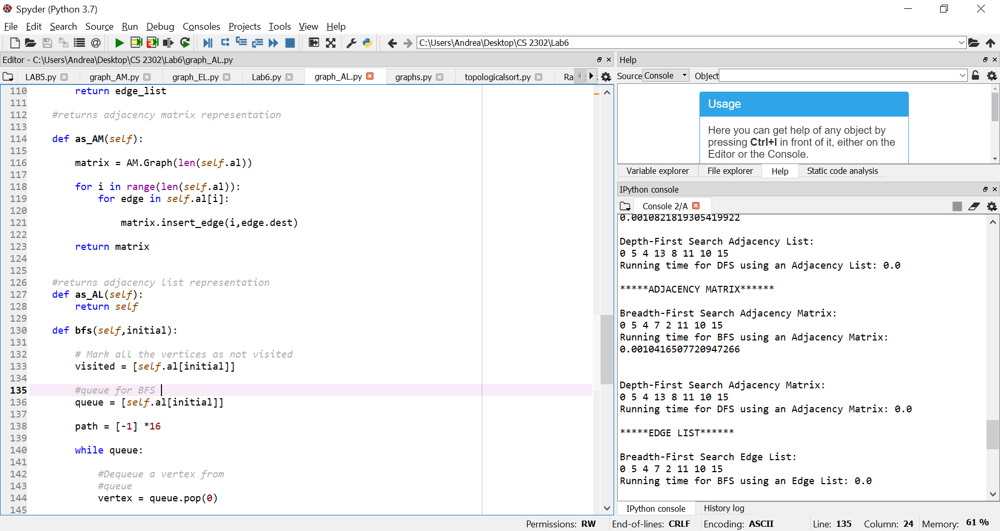 Spyder (Python 3.7)
File Edit Search Source Run Debug Consoles Projects Tools View Help
C:\Users\Andrea\Desktop\CS 2302\Lab6
Editor - C:\Users\Andrea\Desktop\CS 2302\Lab6\graph_AL.py
LAB5.py graph_AM.py graph_EL.py Lab6.py graph_AL.py graphs.py topologicalsort.py Ra
110 return edge_list
111
112 #returns adjacency matrix representation
113
114 def as_AM(self):
115
116 matrix = AM.Graph(len(self.al))
117
118 for i in range(len(self.al)):
119 for edge in self.al[i]:
120
121 matrix.insert_edge(i,edge.dest)
122
123 return matrix
124
125
126 #returns adjacency list representation
127 def as_AL(self):
128 return self
129
130 def bfs(self,initial):
131
132 # Mark all the vertices as not visited
133 visited = [self.al[initial]]
134
135 #queue for BFS
136 queue = [self.al[initial]]
137
138 path = [-1] *16
139
140 while queue:
141
142 #Dequeue a vertex from
143 #queue
144 vertex = queue.pop(0)
145
Help
Source Console Object
Usage
Here you can get help of any object by
pressing Ctrl+I in front of it, either on the
Editor or the Console.
Variable explorer File explorer Help Static code analysis
IPython console
Console 2/A
0.0010821819305419922
Depth-First Search Adjacency List:
0 5 4 13 8 11 10 15
Running time for DFS using an Adjacency List: 0.0
*****ADJACENCY MATRIX******
Breadth-First Search Adjacency Matrix:
0 5 4 7 2 11 10 15
Running time for BFS using an Adjacency Matrix:
0.0010416507720947266
Depth-First Search Adjacency Matrix:
0 5 4 13 8 11 10 15
Running time for DFS using an Adjacency Matrix: 0.0
*****EDGE LIST******
Breadth-First Search Edge List:
0 5 4 7 2 11 10 15
Running time for BFS using an Edge List: 0.0
IPython console History log
Permissions: RW End-of-lines: CRLF Encoding: ASCII Line: 135 Column: 24 Memory: 61 %